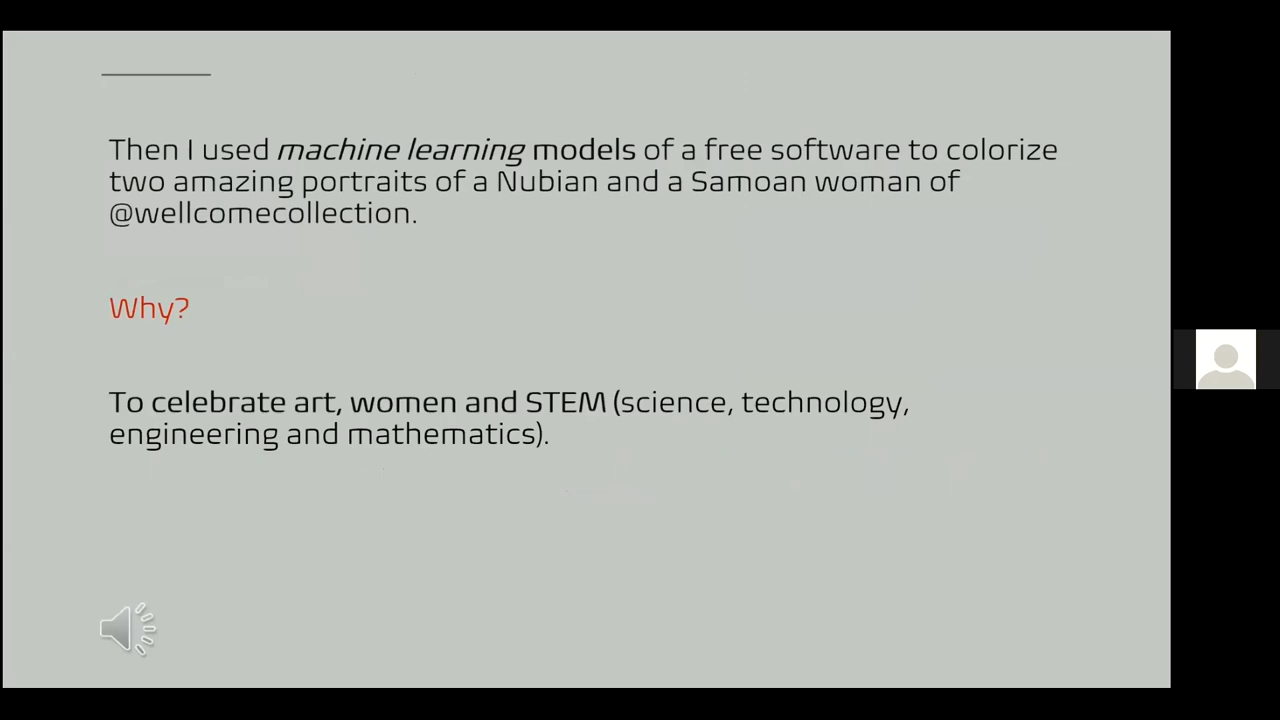 Then I used machine learning models of a free software to colorize
two amazing portraits of a Nubian and a Samoan woman of
@wellcomecollection.
Why?
To celebrate art, women and STEM (science, technology,
engineering and mathematics).